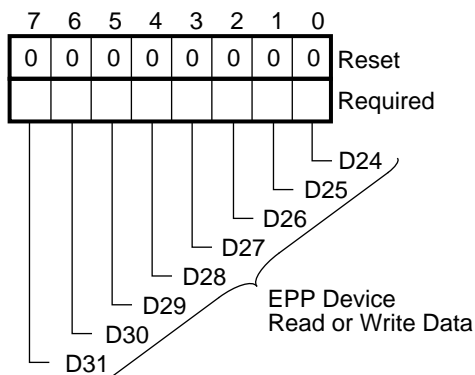 7 6 5 4 3 2 1 0
0 0 0 0 0 0 0 0 Reset
Required
D24
D25
D26
D27
D28
D29
D30
D31
EPP Device
Read or Write Data